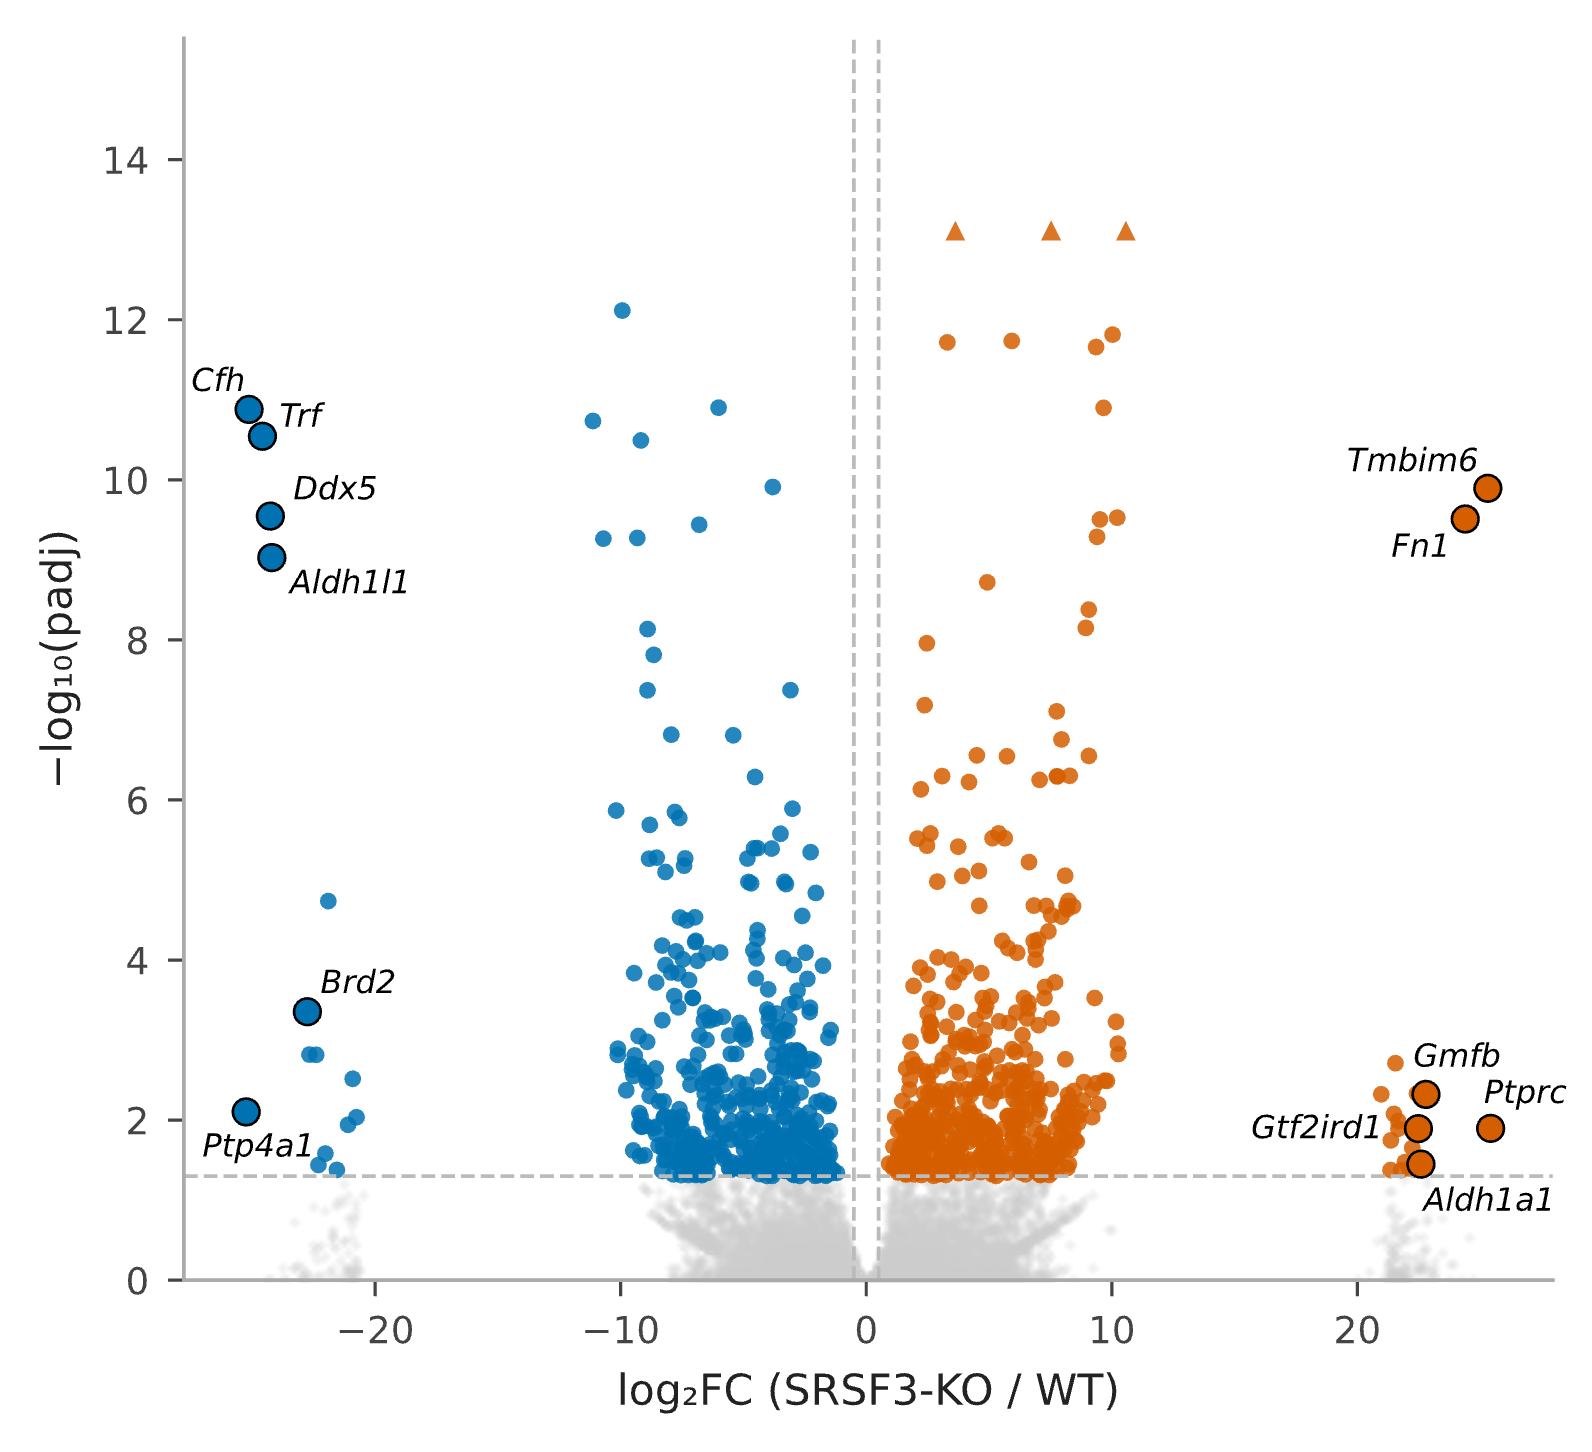 14
12
10
8
6
4
2
0
−log₁₀(padj)
Cfh
Trf
Ddx5
Aldh1l1
Brd2
Ptp4a1
Tmbim6
Fn1
Gmfb
Ptprc
Gtf2ird1
Aldh1a1
−20
−10
0
10
20
log₂FC (SRSF3-KO / WT)